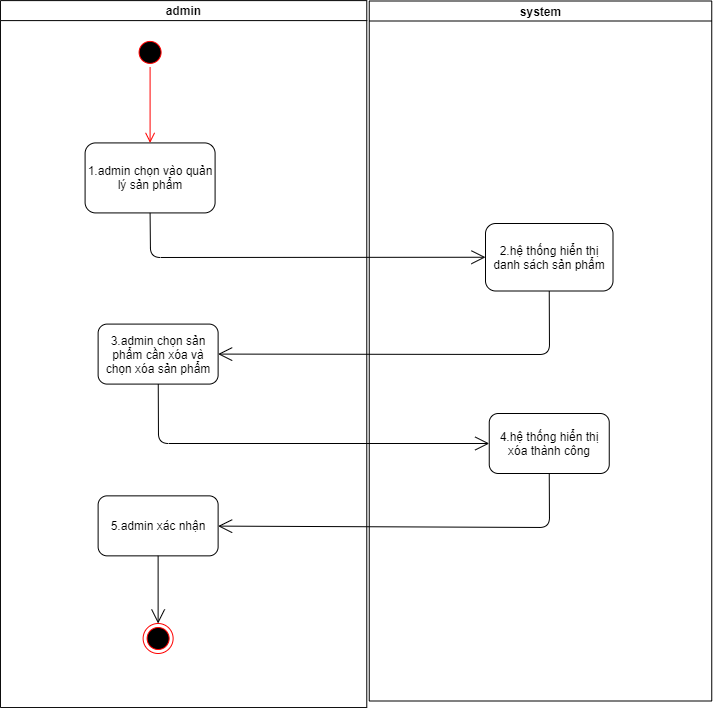 admin
system
1.admin chọn vào quản
lý sản phẩm
2.hệ thống hiển thị
danh sách sản phẩm
3.admin chọn sản
phẩm cần xóa và
chọn xóa sản phẩm
4.hệ thống hiển thị
xóa thành công
5.admin xác nhận